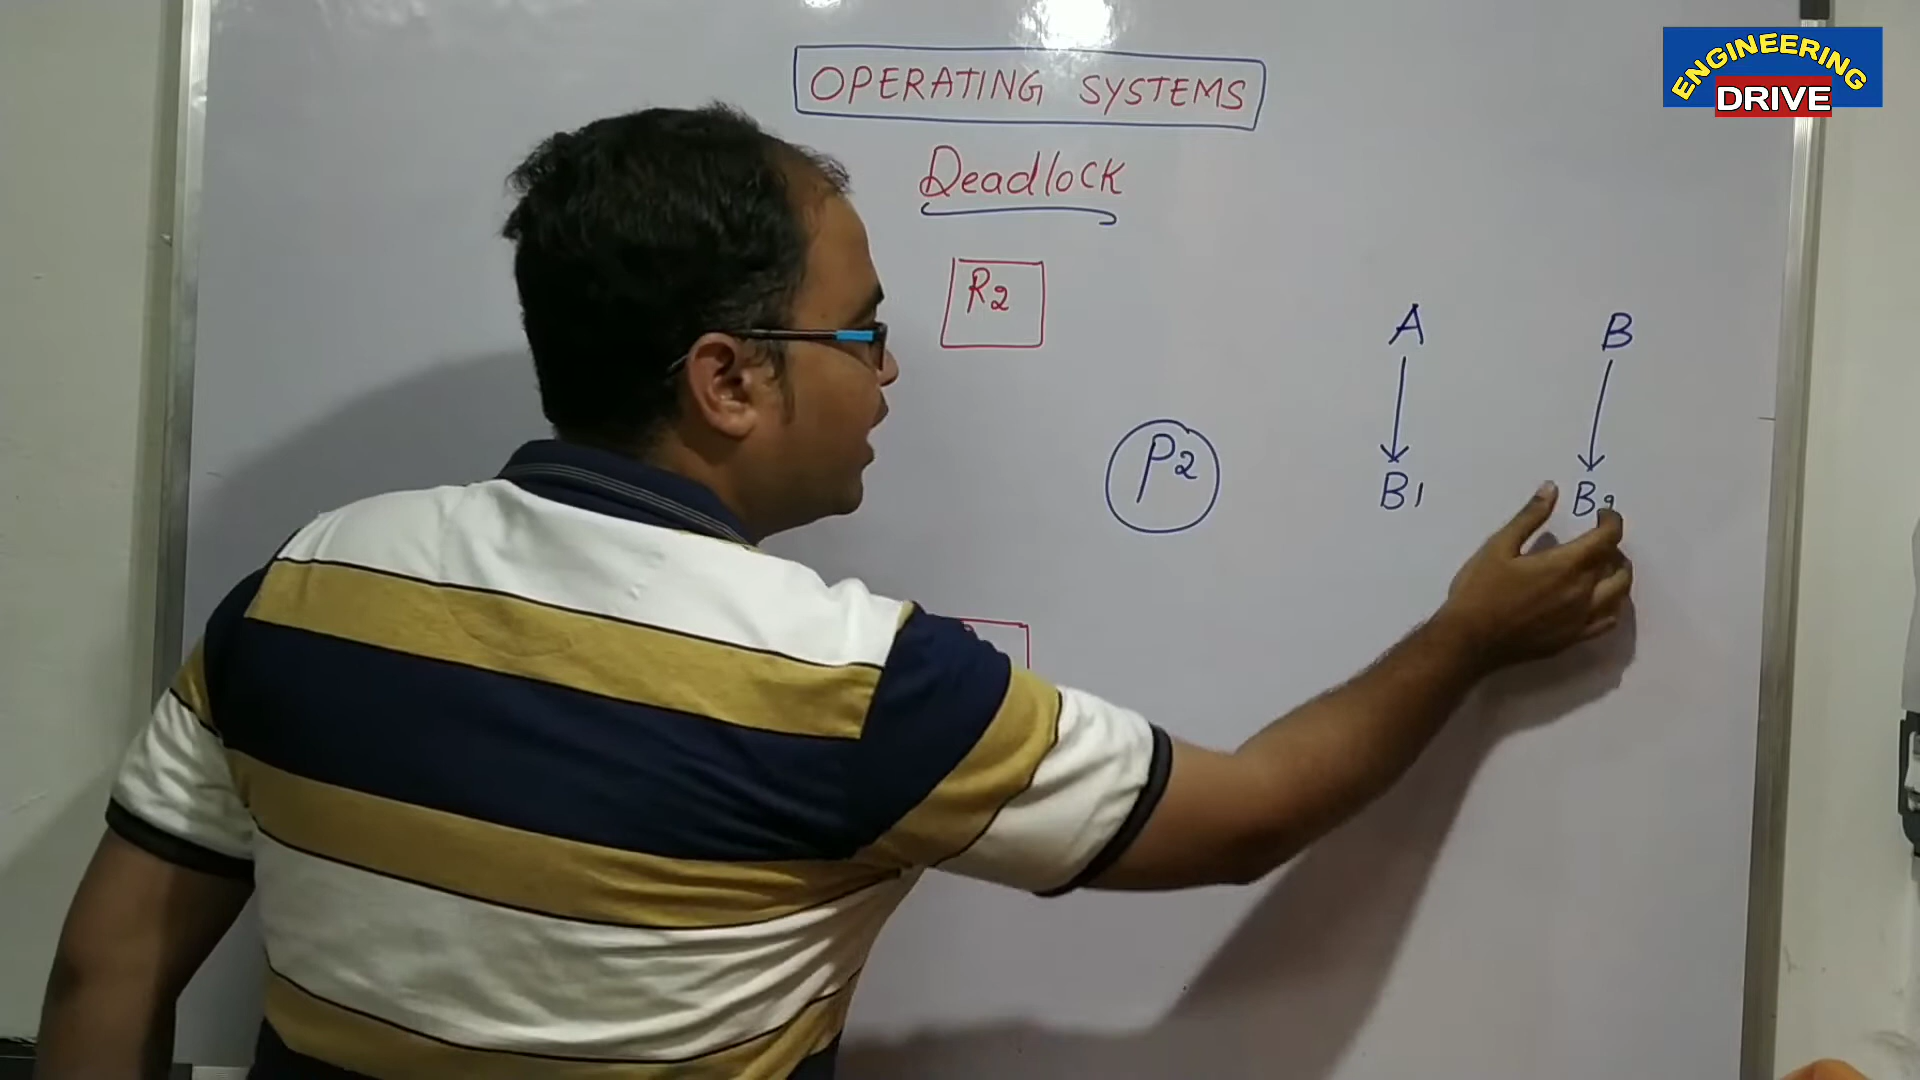 ENGINEERING
DRIVE
OPERATING SYSTEMS
Deadlock
R2
A
B
P2
B1
B2